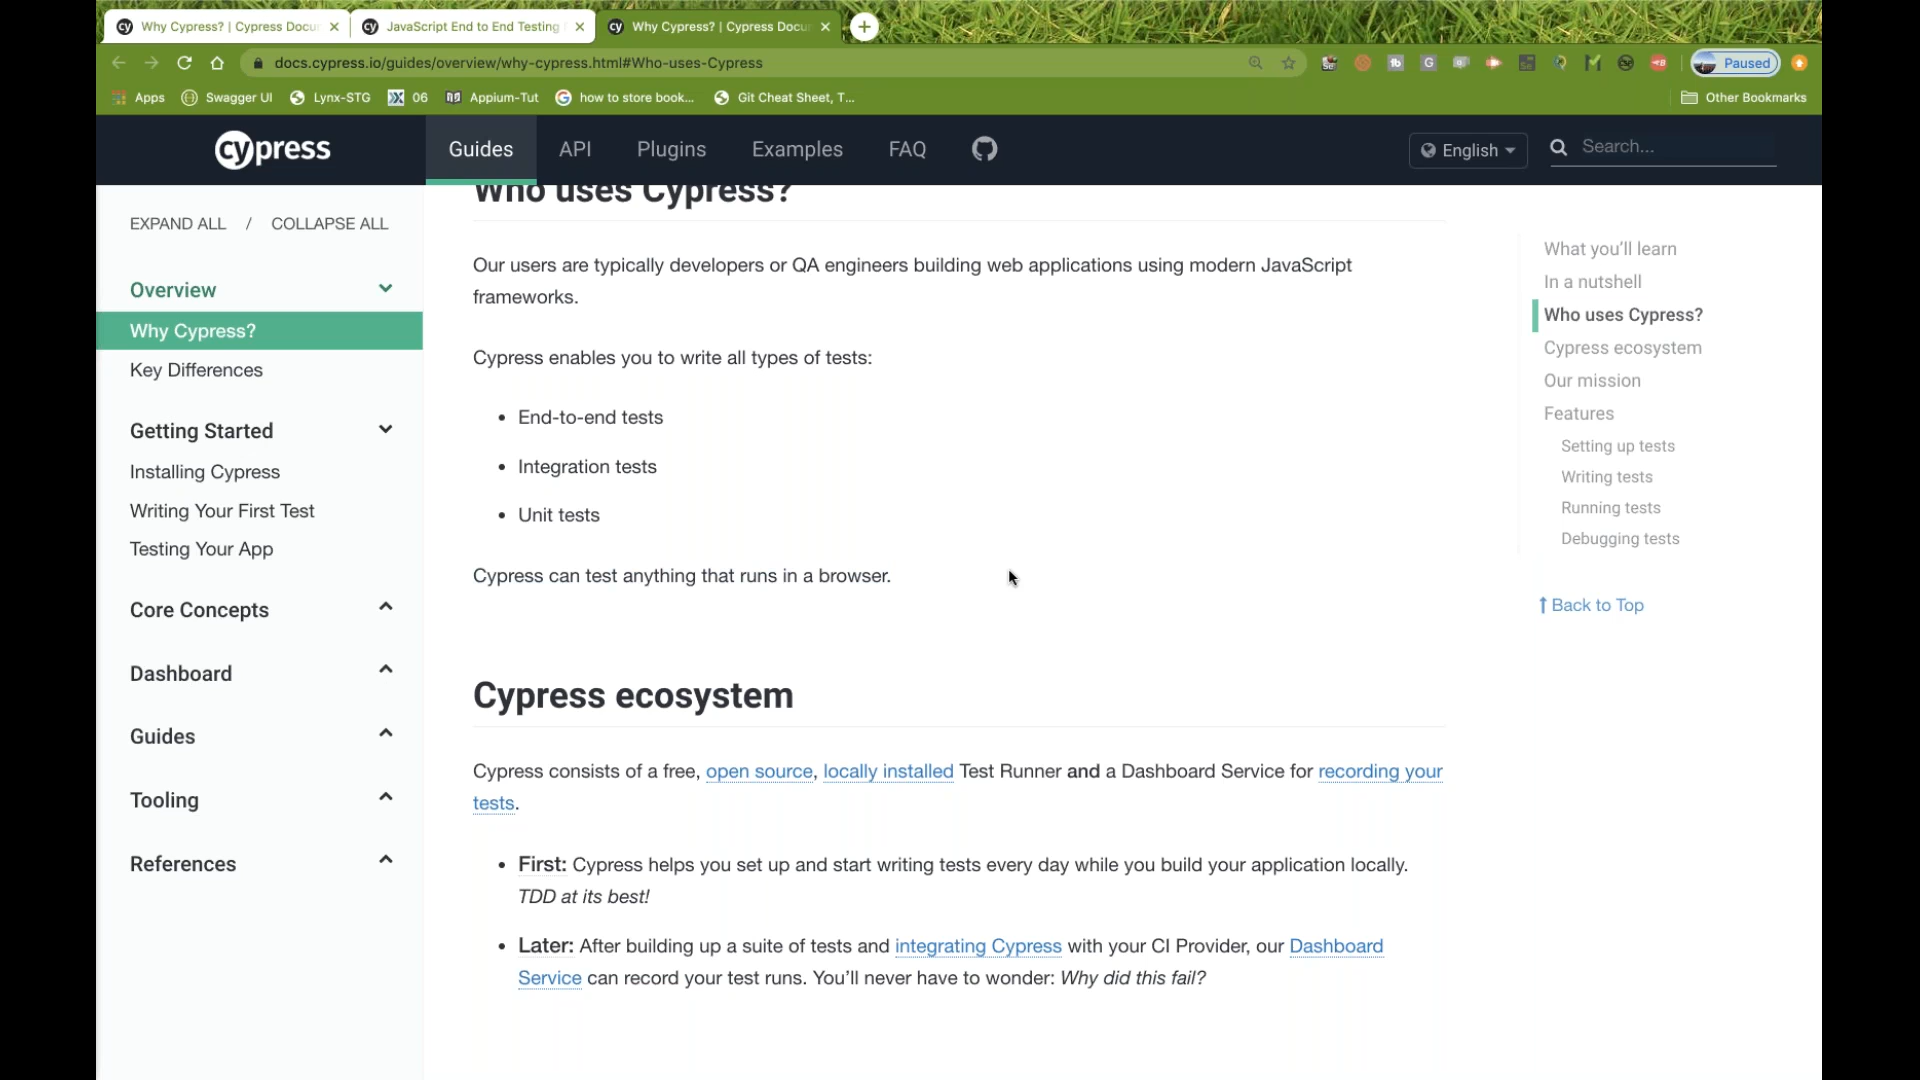 Why Cypress? | Cypress Docu
JavaScript End to End Testing
Why Cypress? | Cypress Docu
docs.cypress.io/guides/overview/why-cypress.html#Who-uses-Cypress
Paused
Apps
Swagger UI
Lynx-STG
06
Appium-Tut
how to store book...
Git Cheat Sheet, T...
Other Bookmarks
cypress
Guides
API
Plugins
Examples
FAQ
English
Search...
EXPAND ALL / COLLAPSE ALL
Overview
Why Cypress?
Key Differences
Getting Started
Installing Cypress
Writing Your First Test
Testing Your App
Core Concepts
Dashboard
Guides
Tooling
References
Who uses Cypress?
Our users are typically developers or QA engineers building web applications using modern JavaScript
frameworks.
Cypress enables you to write all types of tests:
• End-to-end tests
• Integration tests
• Unit tests
Cypress can test anything that runs in a browser.
Cypress ecosystem
Cypress consists of a free, open source, locally installed Test Runner and a Dashboard Service for recording your
tests.
• First: Cypress helps you set up and start writing tests every day while you build your application locally.
TDD at its best!
• Later: After building up a suite of tests and integrating Cypress with your CI Provider, our Dashboard
Service can record your test runs. You’ll never have to wonder: Why did this fail?
What you’ll learn
In a nutshell
Who uses Cypress?
Cypress ecosystem
Our mission
Features
Setting up tests
Writing tests
Running tests
Debugging tests
Back to Top